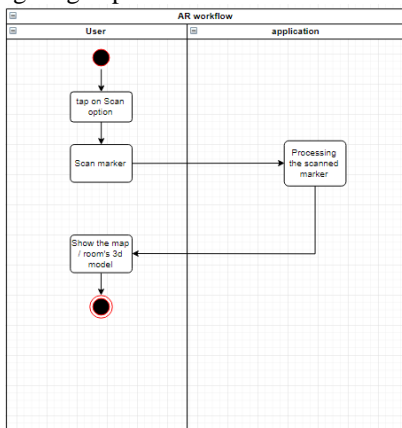 AR workflow
User
application
tap on Scan
option
Scan marker
Processing
the scanned
marker
Show the map
/ room's 3d
model